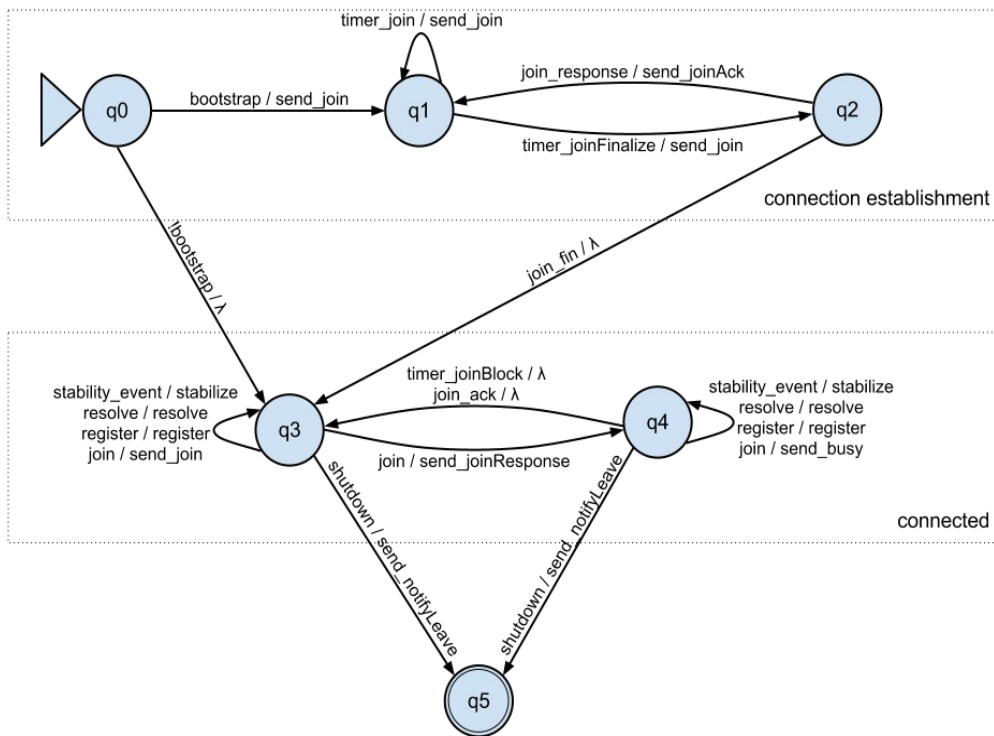 timer_join / send_join
q0
bootstrap / send_join
q1
join_response / send_joinAck
timer_joinFinalize / send_join
q2
connection establishment
!bootstrap / λ
join_fin / λ
stability_event / stabilize
resolve / resolve
register / register
join / send_join
q3
timer_joinBlock / λ
join_ack / λ
join / send_joinResponse
q4
stability_event / stabilize
resolve / resolve
register / register
join / send_busy
connected
shutdown / send_notifyLeave
shutdown / send_notifyLeave
q5